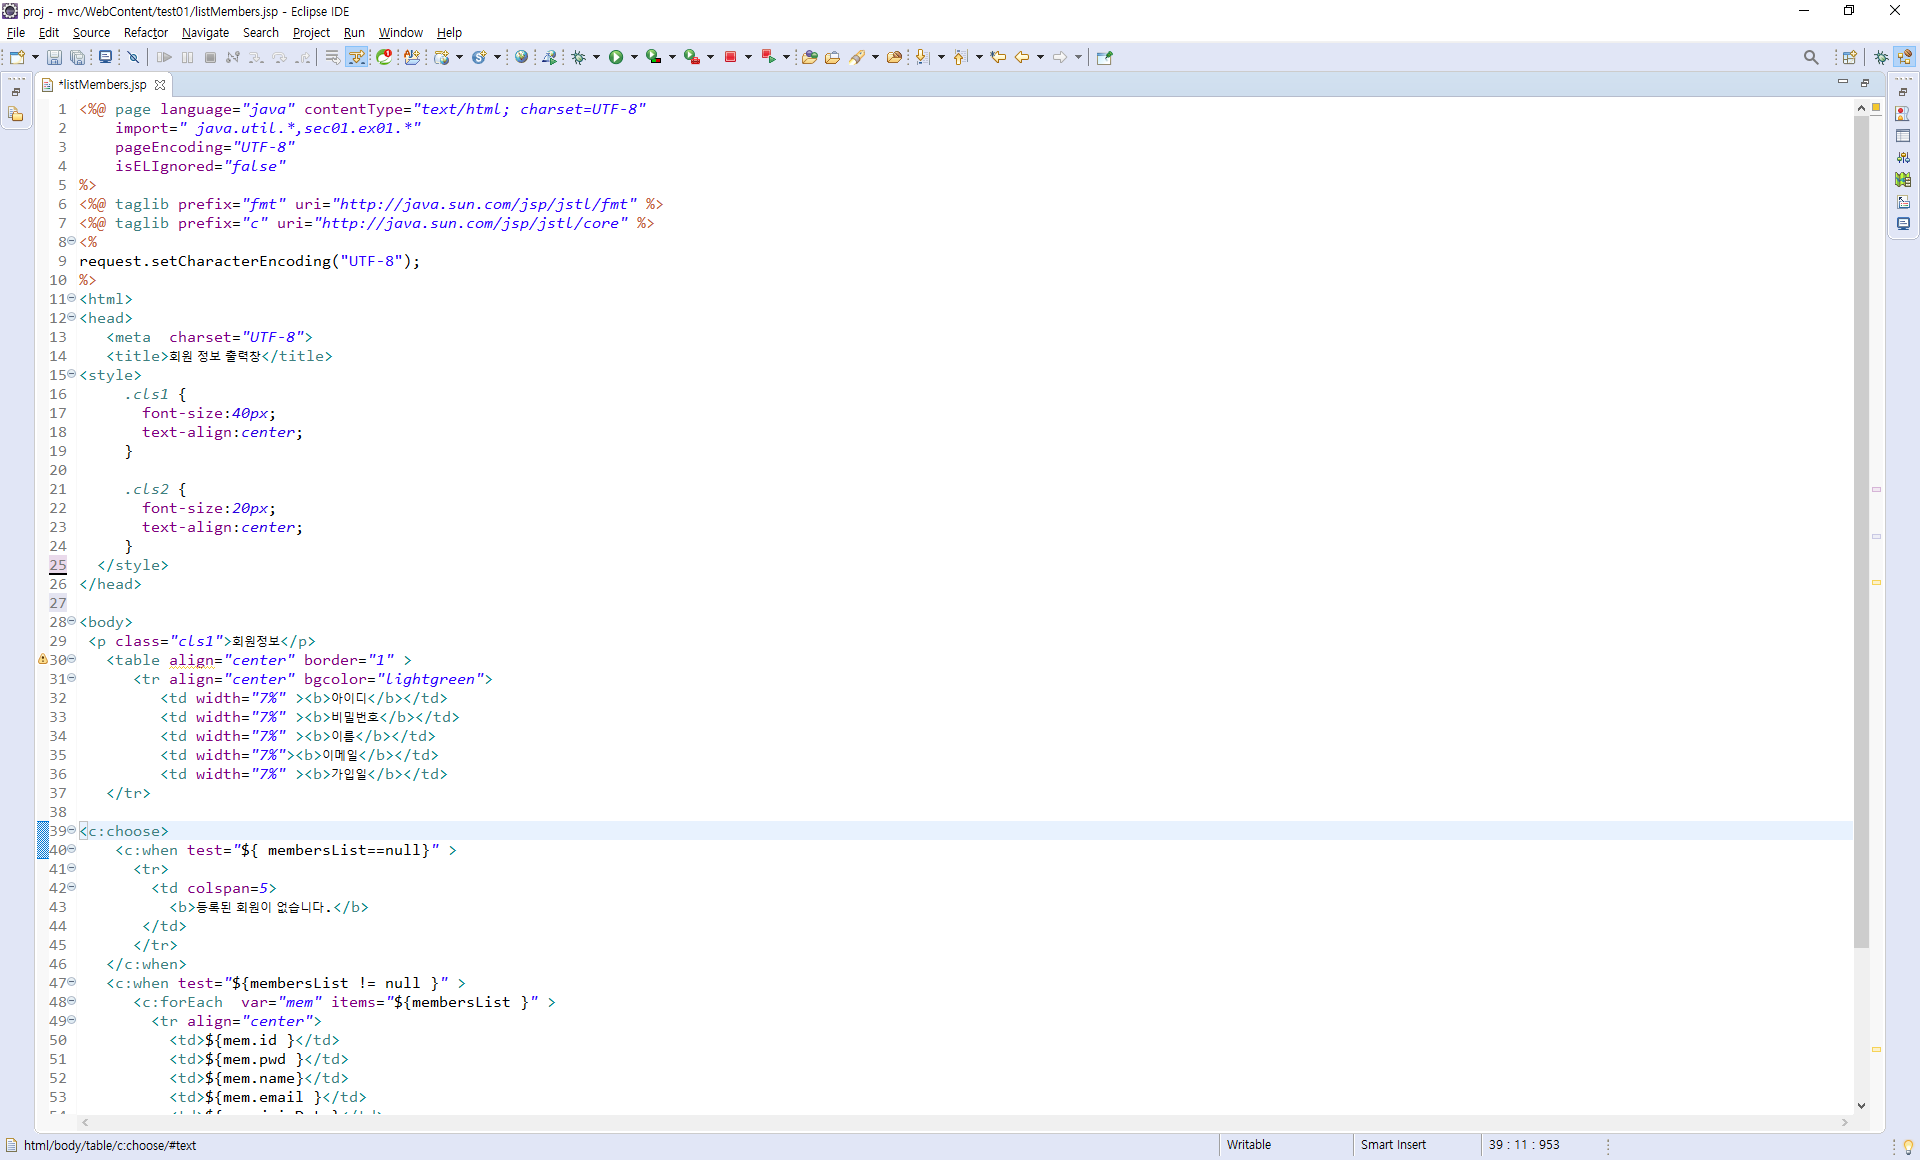 proj - mvc/WebContent/test01/listMembers.jsp - Eclipse IDE
File Edit Source Refactor Navigate Search Project Run Window Help
*listMembers.jsp
1 <%@ page language="java" contentType="text/html; charset=UTF-8"
2 import=" java.util.*,sec01.ex01.*"
3 pageEncoding="UTF-8"
4 isELIgnored="false"
5 %>
6 <%@ taglib prefix="fmt" uri="http://java.sun.com/jsp/jstl/fmt" %>
7 <%@ taglib prefix="c" uri="http://java.sun.com/jsp/jstl/core" %>
8 <%
9 request.setCharacterEncoding("UTF-8");
10 %>
11 <html>
12 <head>
13 <meta  charset="UTF-8">
14 <title>회원 정보 출력창</title>
15 <style>
16 .cls1 {
17 font-size:40px;
18 text-align:center;
19 }
20
21 .cls2 {
22 font-size:20px;
23 text-align:center;
24 }
25 </style>
26 </head>
27
28 <body>
29 <p class="cls1">회원정보</p>
30 <table align="center" border="1" >
31 <tr align="center" bgcolor="lightgreen">
32 <td width="7%" ><b>아이디</b></td>
33 <td width="7%" ><b>비밀번호</b></td>
34 <td width="7%" ><b>이름</b></td>
35 <td width="7%"><b>이메일</b></td>
36 <td width="7%" ><b>가입일</b></td>
37 </tr>
38
39 <c:choose>
40 <c:when test="${ membersList==null}" >
41 <tr>
42 <td colspan=5>
43 <b>등록된 회원이 없습니다.</b>
44 </td>
45 </tr>
46 </c:when>
47 <c:when test="${membersList != null }" >
48 <c:forEach  var="mem" items="${membersList }" >
49 <tr align="center">
50 <td>${mem.id }</td>
51 <td>${mem.pwd }</td>
52 <td>${mem.name}</td>
53 <td>${mem.email }</td>
html/body/table/c:choose/#text Writable Smart Insert 39 : 11 : 953